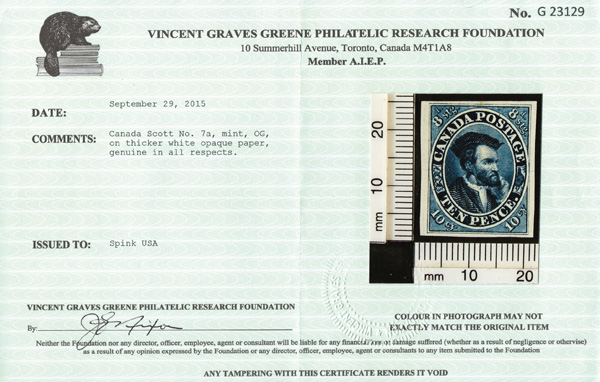 No. G 23129
VINCENT GRAVES GREENE PHILATELIC RESEARCH FOUNDATION
10 Summerhill Avenue, Toronto, Canada M4T1A8
Member A.I.E.P.
DATE: September 29, 2015
COMMENTS: Canada Scott No. 7a, mint, OG,
on thicker white opaque paper,
genuine in all respects.
ISSUED TO: Spink USA
20
10
mm
CANADA POSTAGE
TEN PENCE
mm 10 20
VINCENT GRAVES GREENE PHILATELIC RESEARCH FOUNDATION
By:
COLOUR IN PHOTOGRAPH MAY NOT
EXACTLY MATCH THE ORIGINAL ITEM
Neither the Foundation nor any director, officer, employee, agent or consultant will be liable for any financial damage suffered (whether as a result of negligence or otherwise)
as a result of any opinion expressed by the Foundation or any director, officer, employee, agent or consultants to any item submitted to the Foundation
ANY TAMPERING WITH THIS CERTIFICATE RENDERS IT VOID